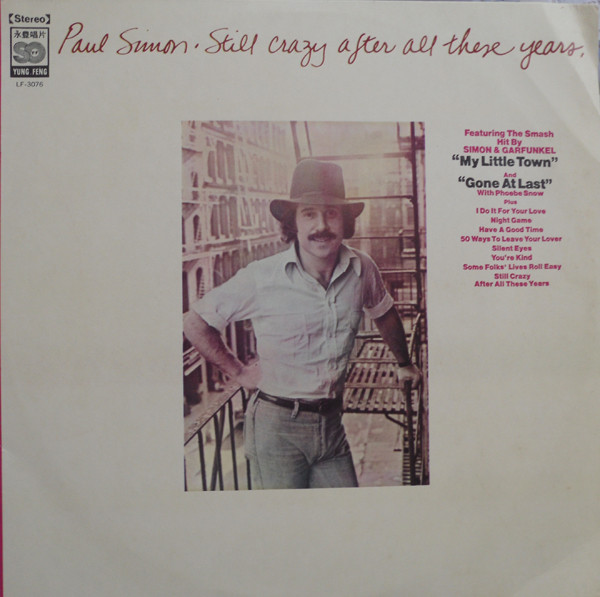 【Stereo】
永豐唱片
YUNG FENG
LF-3076
Paul Simon. Still crazy after all these years.
Featuring The Smash
Hit By
SIMON & GARFUNKEL
“My Little Town”
And
“Gone At Last”
With Phoebe Snow
Plus
I Do It For Your Love
Night Game
Have A Good Time
50 Ways To Leave Your Lover
Silent Eyes
You're Kind
Some Folks' Lives Roll Easy
Still Crazy
After All These Years